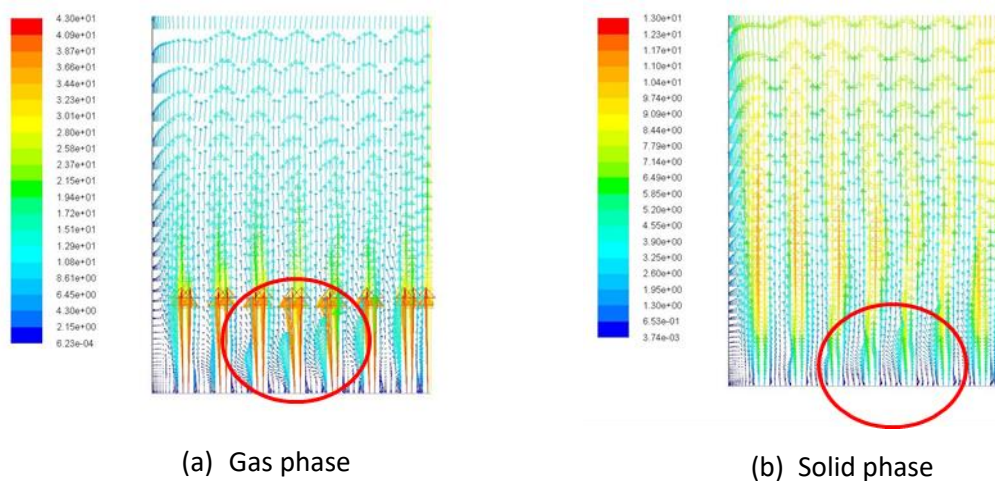 4.30e+01
4.09e+01
3.87e+01
3.66e+01
3.44e+01
3.23e+01
3.01e+01
2.80e+01
2.58e+01
2.37e+01
2.15e+01
1.94e+01
1.72e+01
1.51e+01
1.29e+01
1.08e+01
8.61e+00
6.45e+00
4.30e+00
2.15e+00
6.23e-04
1.30e+01
1.23e+01
1.17e+01
1.10e+01
1.04e+01
9.74e+00
9.09e+00
8.44e+00
7.79e+00
7.14e+00
6.49e+00
5.85e+00
5.20e+00
4.55e+00
3.90e+00
3.25e+00
2.60e+00
1.95e+00
1.30e+00
6.53e-01
3.74e-03
(a) Gas phase
(b) Solid phase